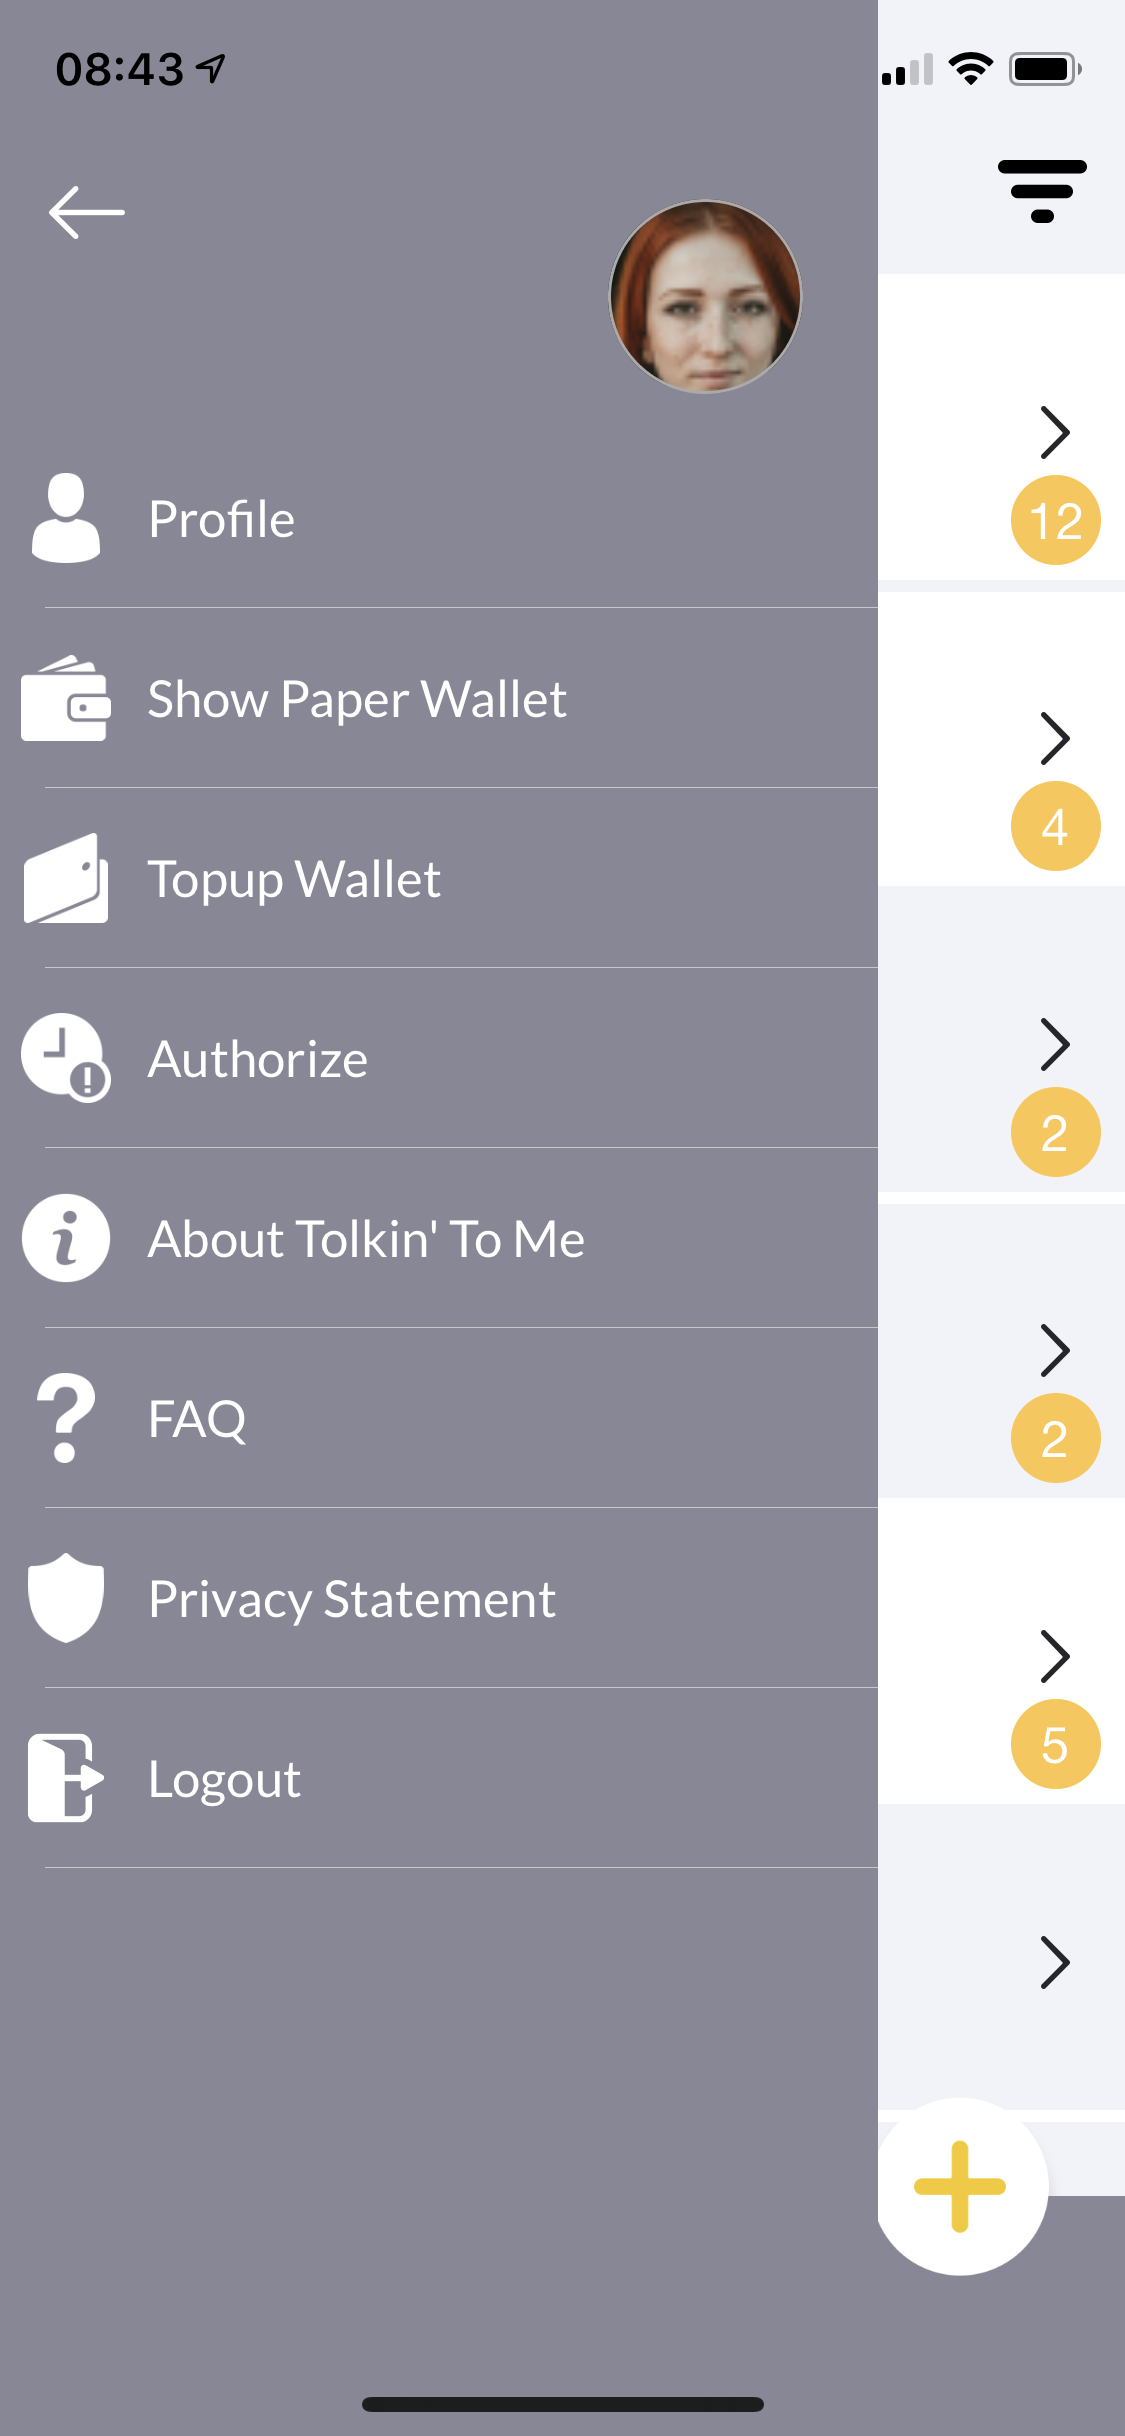 08:43
12
Profile
Show Paper Wallet
4
Topup Wallet
Authorize
2
About Tolkin' To Me
FAQ
2
Privacy Statement
5
Logout